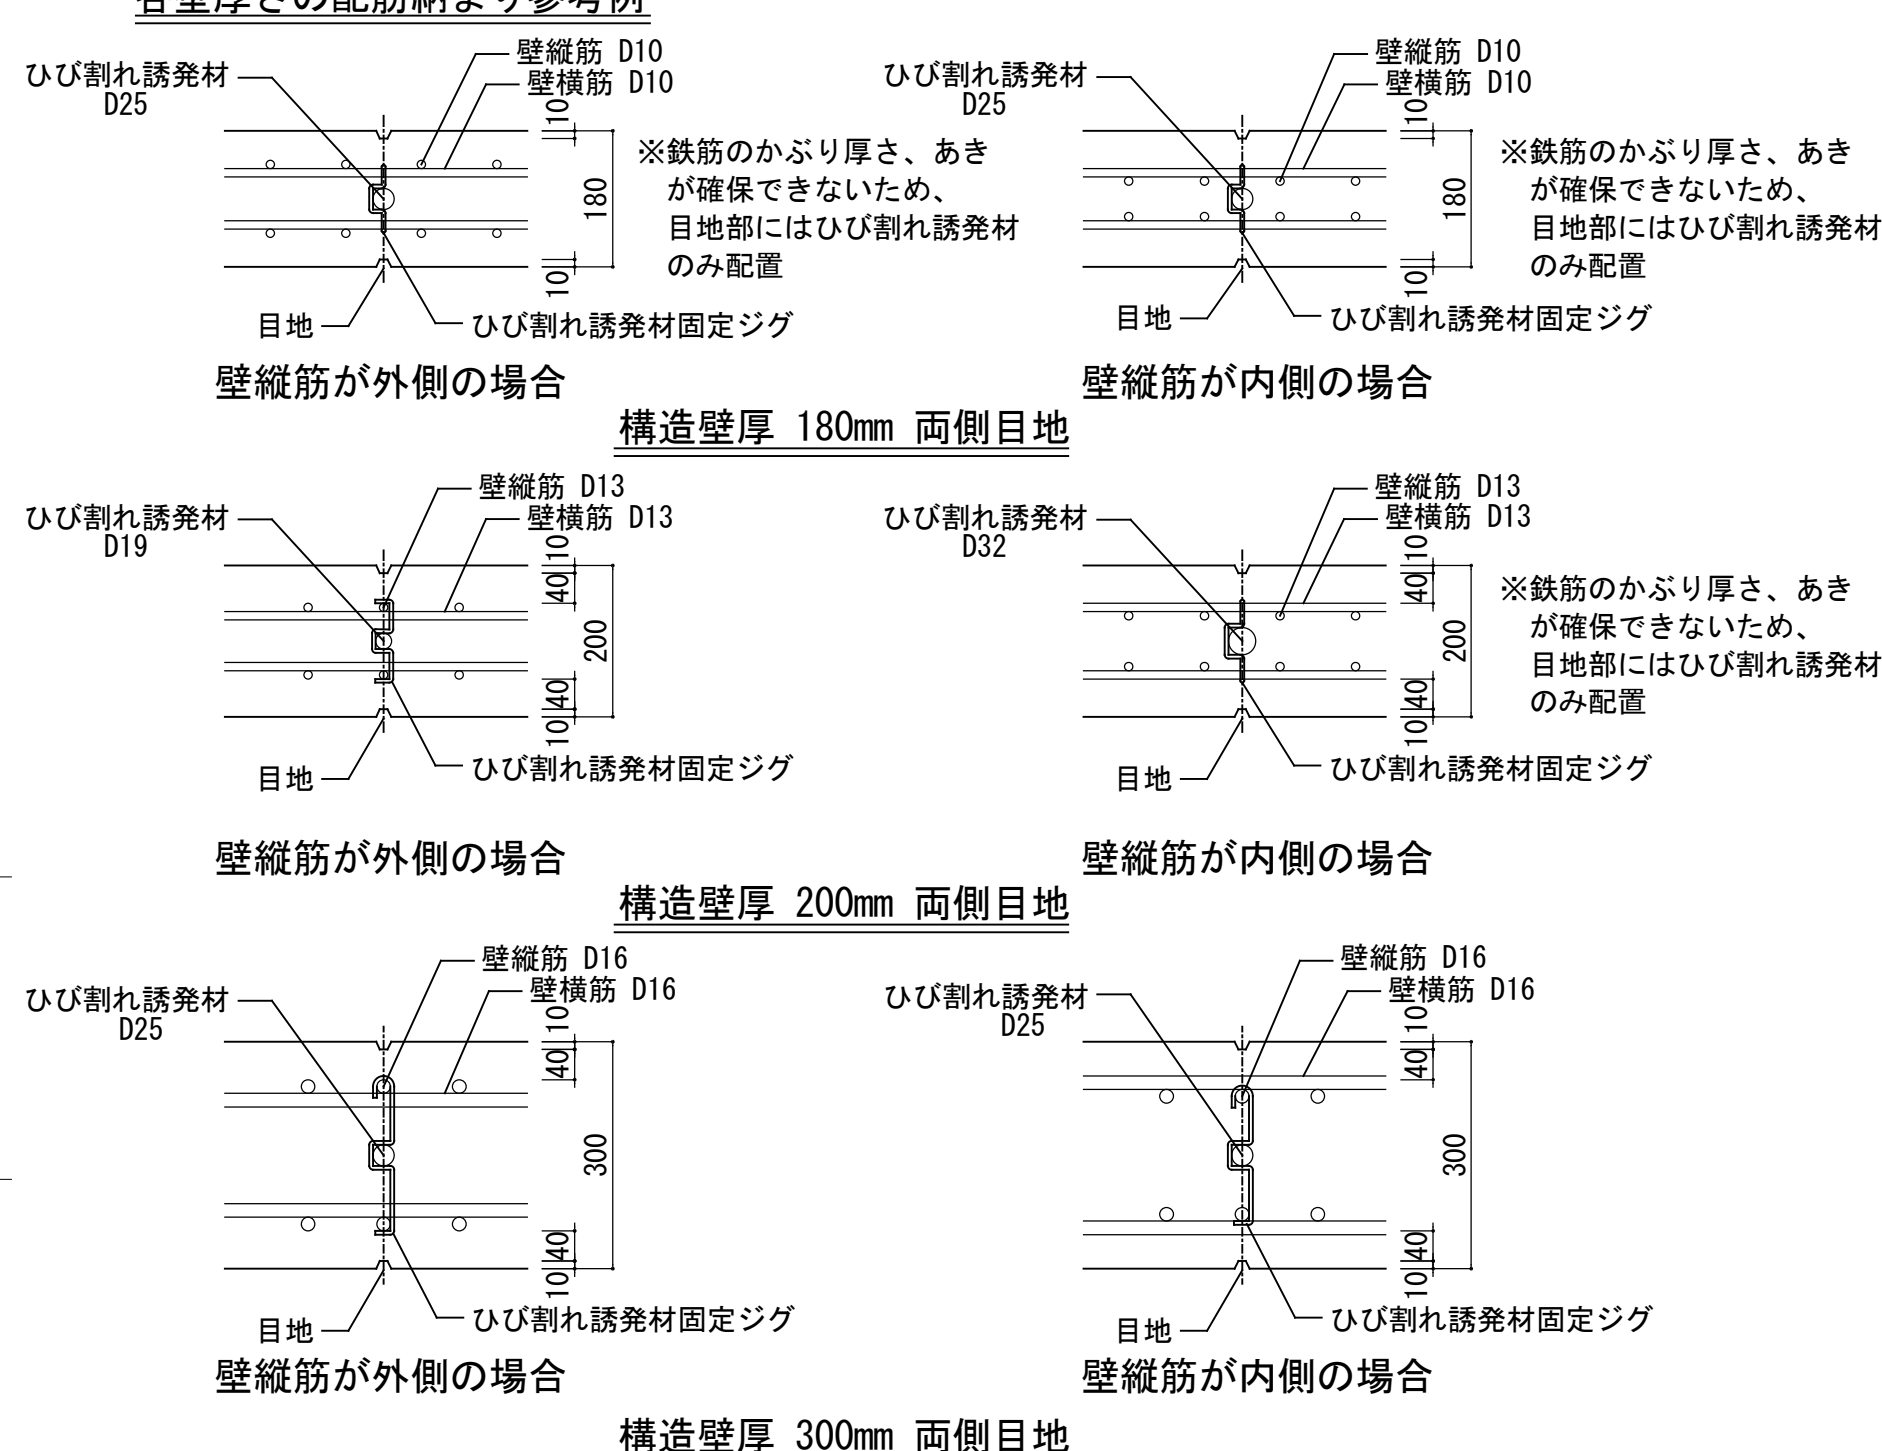 各壁厚さの配筋納まり参考例
ひび割れ誘発材
D25
壁縦筋 D10
壁横筋 D10
10
180
10
※鉄筋のかぶり厚さ、あき
が確保できないため、
目地部にはひび割れ誘発材
のみ配置
目地
ひび割れ誘発材固定ジグ
壁縦筋が外側の場合
ひび割れ誘発材
D25
壁縦筋 D10
壁横筋 D10
10
180
10
※鉄筋のかぶり厚さ、あき
が確保できないため、
目地部にはひび割れ誘発材
のみ配置
目地
ひび割れ誘発材固定ジグ
壁縦筋が内側の場合
構造壁厚 180mm 両側目地
ひび割れ誘発材
D19
壁縦筋 D13
壁横筋 D13
10
40
200
40
10
目地
ひび割れ誘発材固定ジグ
壁縦筋が外側の場合
ひび割れ誘発材
D32
壁縦筋 D13
壁横筋 D13
10
40
200
40
10
※鉄筋のかぶり厚さ、あき
が確保できないため、
目地部にはひび割れ誘発材
のみ配置
目地
ひび割れ誘発材固定ジグ
壁縦筋が内側の場合
構造壁厚 200mm 両側目地
ひび割れ誘発材
D25
壁縦筋 D16
壁横筋 D16
10
40
300
40
10
目地
ひび割れ誘発材固定ジグ
壁縦筋が外側の場合
ひび割れ誘発材
D25
壁縦筋 D16
壁横筋 D16
10
40
300
40
10
目地
ひび割れ誘発材固定ジグ
壁縦筋が内側の場合
構造壁厚 300mm 両側目地